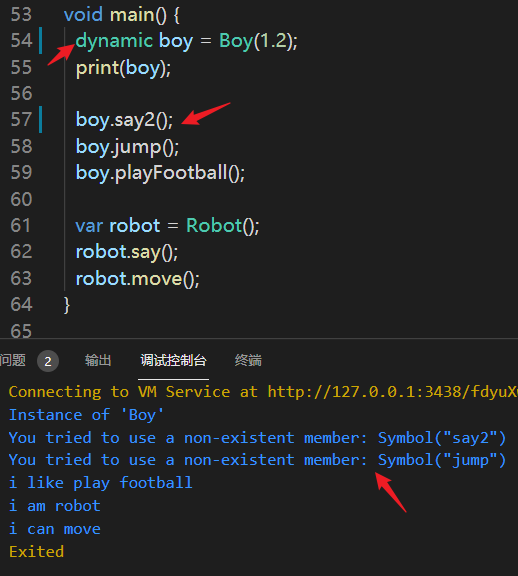 53 void main() {
54 dynamic boy = Boy(1.2);
55 print(boy);
56
57 boy.say2();
58 boy.jump();
59 boy.playFootball();
60
61 var robot = Robot();
62 robot.say();
63 robot.move();
64 }
65
问题 2 输出 调试控制台 终端
Connecting to VM Service at http://127.0.0.1:3438/fdyuX
Instance of 'Boy'
You tried to use a non-existent member: Symbol("say2")
You tried to use a non-existent member: Symbol("jump")
i like play football
i am robot
i can move
Exited